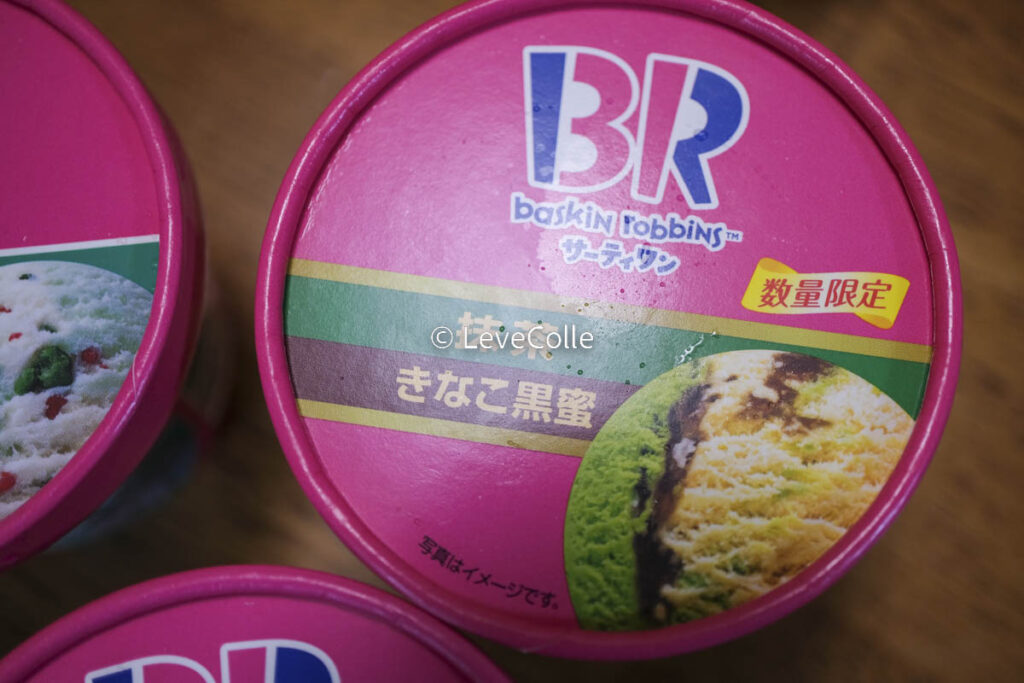 BR
baskin robbins™
サーティワン
数量限定
抹茶
© LeveColle
きなこ黒蜜
写真はイメージです。
BR